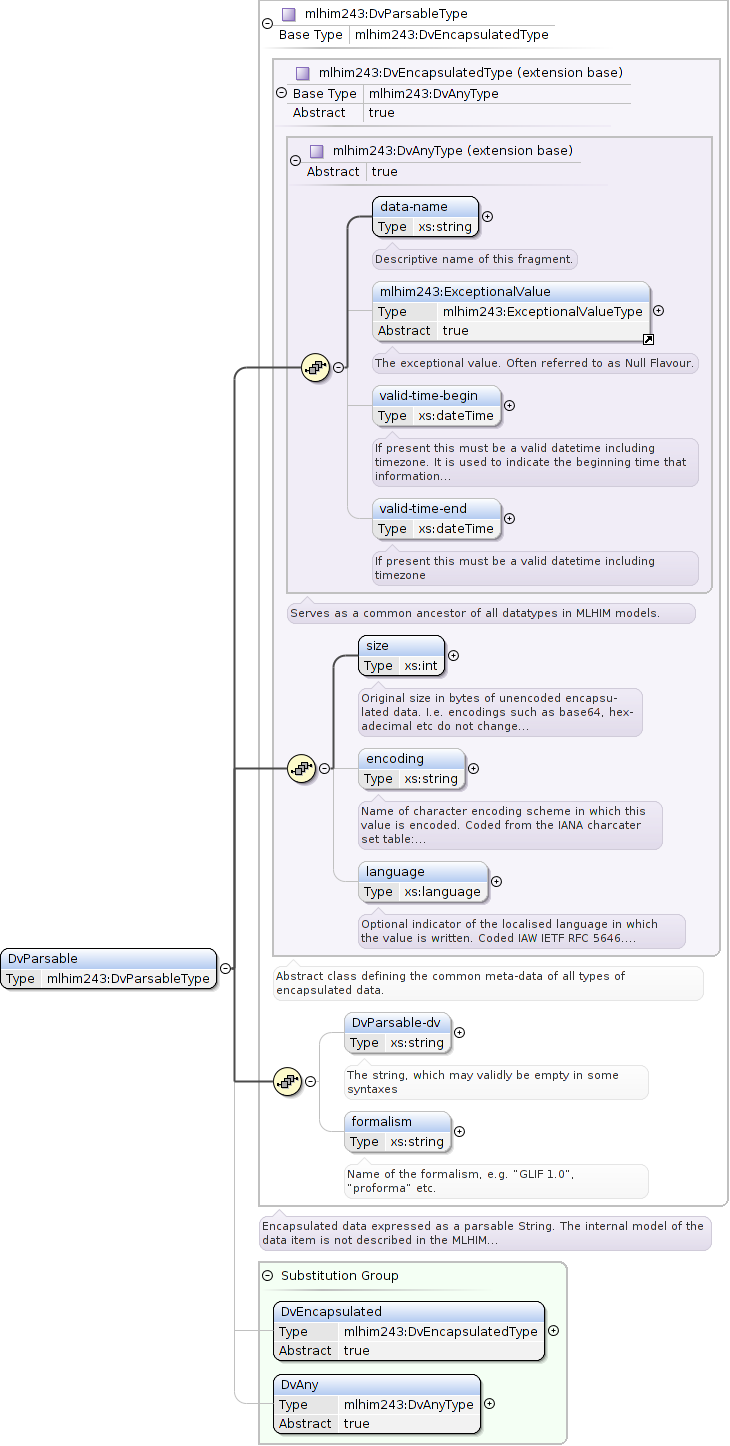 mlhim243:DvParsableType
Base Type mlhim243:DvEncapsulatedType
mlhim243:DvEncapsulatedType (extension base)
Base Type mlhim243:DvAnyType
Abstract true
mlhim243:DvAnyType (extension base)
Abstract true
data-name
Type xs:string
Descriptive name of this fragment.
mlhim243:ExceptionalValue
Type mlhim243:ExceptionalValueType
Abstract true
The exceptional value. Often referred to as Null Flavour.
valid-time-begin
Type xs:dateTime
If present this must be a valid datetime including
timezone. It is used to indicate the beginning time that
information...
valid-time-end
Type xs:dateTime
If present this must be a valid datetime including
timezone
Serves as a common ancestor of all datatypes in MLHIM models.
size
Type xs:int
Original size in bytes of unencoded encapsu-
lated data. I.e. encodings such as base64, hex-
adecimal etc do not change...
encoding
Type xs:string
Name of character encoding scheme in which this
value is encoded. Coded from the IANA charcater
set table:...
language
Type xs:language
Optional indicator of the localised language in which
the value is written. Coded IAW IETF RFC 5646....
DvParsable
Type mlhim243:DvParsableType
Abstract class defining the common meta-data of all types of
encapsulated data.
DvParsable-dv
Type xs:string
The string, which may validly be empty in some
syntaxes
formalism
Type xs:string
Name of the formalism, e.g. "GLIF 1.0",
"proforma" etc.
Encapsulated data expressed as a parsable String. The internal model of the
data item is not described in the MLHIM...
Substitution Group
DvEncapsulated
Type mlhim243:DvEncapsulatedType
Abstract true
DvAny
Type mlhim243:DvAnyType
Abstract true